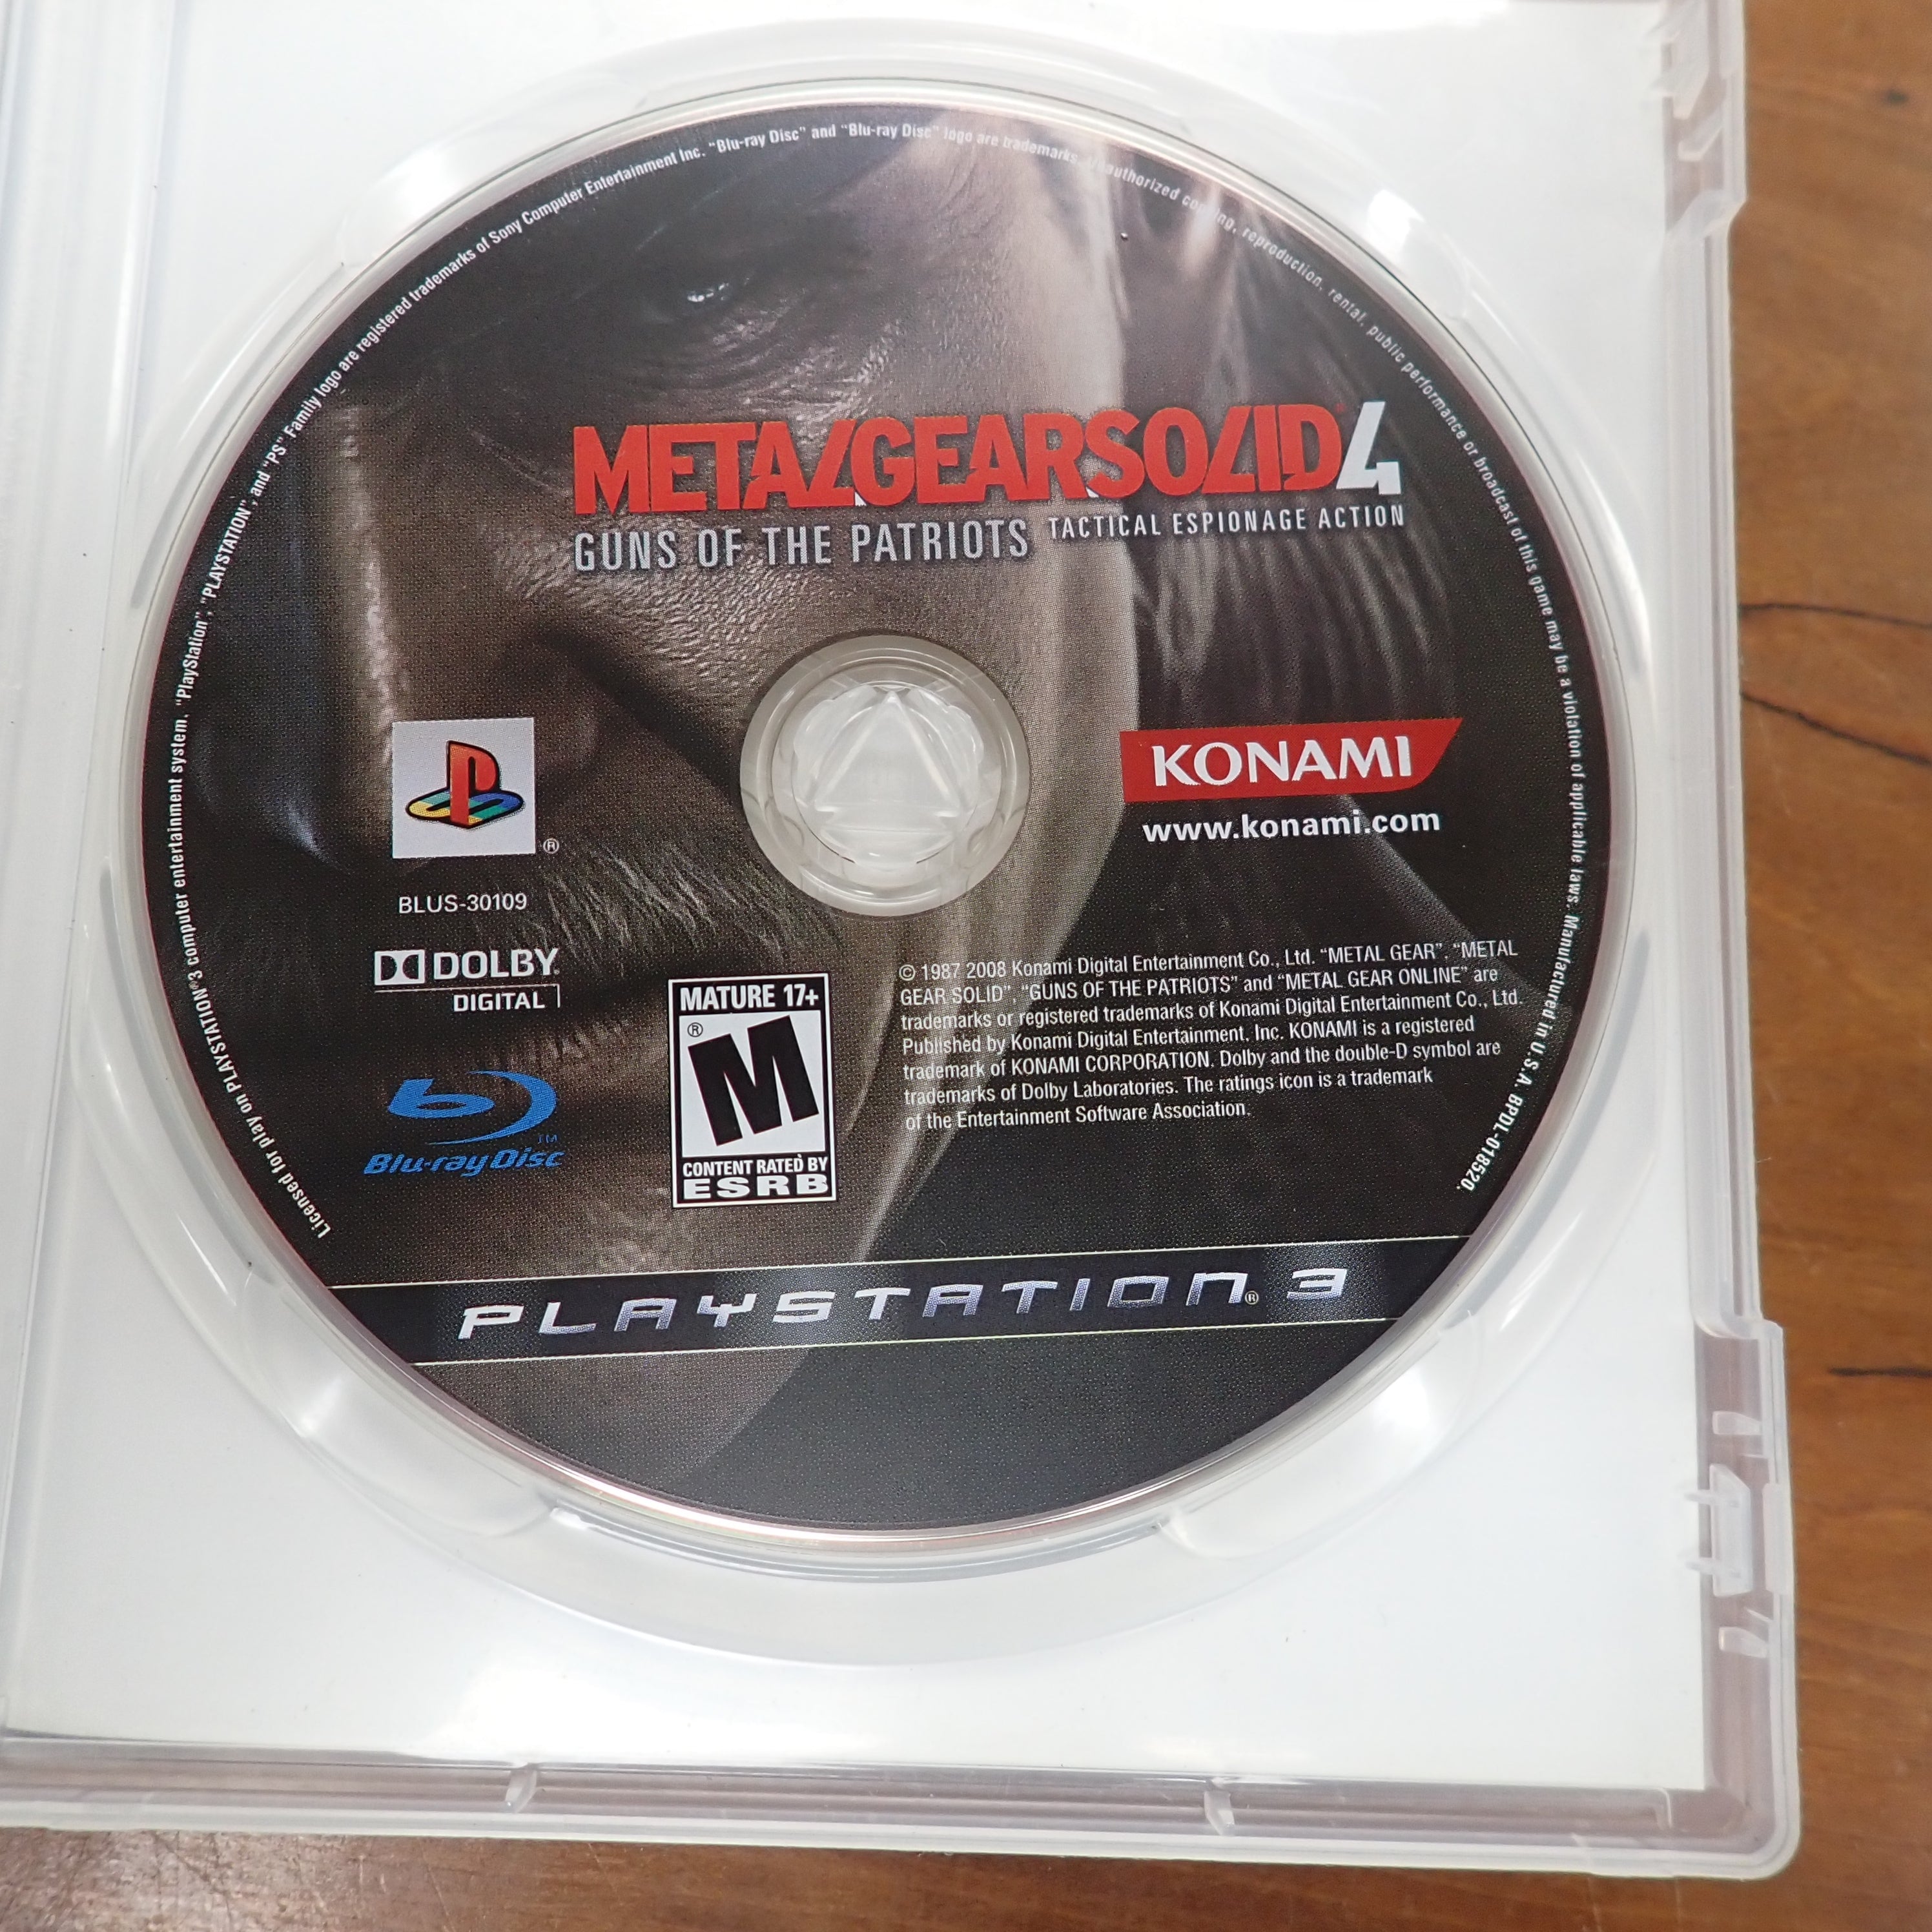 Licensed for play on PLAYSTATION®3 computer entertainment system. "PlayStation", "PLAYSTATION", and "PS" Family logo are registered trademarks of Sony Computer Entertainment Inc. "Blu-ray Disc" and "Blu-ray Disc" logo are trademarks. Unauthorized copying, reproduction, rental, public performance or broadcast of this game may be a violation of applicable laws. Manufactured in U.S.A. BPDL-018520.
METAL GEAR SOLID 4
GUNS OF THE PATRIOTS TACTICAL ESPIONAGE ACTION
KONAMI
www.konami.com
®
BLUS-30109
DOLBY
DIGITAL
Blu-ray Disc™
MATURE 17+
® M
CONTENT RATED BY
ESRB
© 1987 2008 Konami Digital Entertainment Co., Ltd. "METAL GEAR", "METAL
GEAR SOLID", "GUNS OF THE PATRIOTS" and "METAL GEAR ONLINE" are
trademarks or registered trademarks of Konami Digital Entertainment Co., Ltd.
Published by Konami Digital Entertainment, Inc. KONAMI is a registered
trademark of KONAMI CORPORATION. Dolby and the double-D symbol are
trademarks of Dolby Laboratories. The ratings icon is a trademark
of the Entertainment Software Association.
PLAYSTATION®3